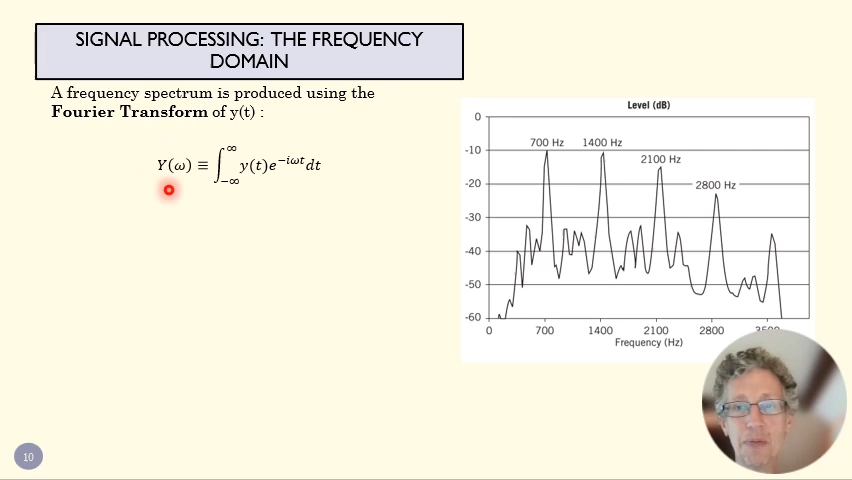 SIGNAL PROCESSING: THE FREQUENCY
DOMAIN
A frequency spectrum is produced using the
Fourier Transform of y(t) :
Y(ω) ≡ ∫_{−∞}^{∞} y(t)e^{−iωt}dt
Level (dB)
0
-10
-20
-30
-40
-50
-60
700 Hz
1400 Hz
2100 Hz
2800 Hz
0 700 1400 2100 2800 3500
Frequency (Hz)
10